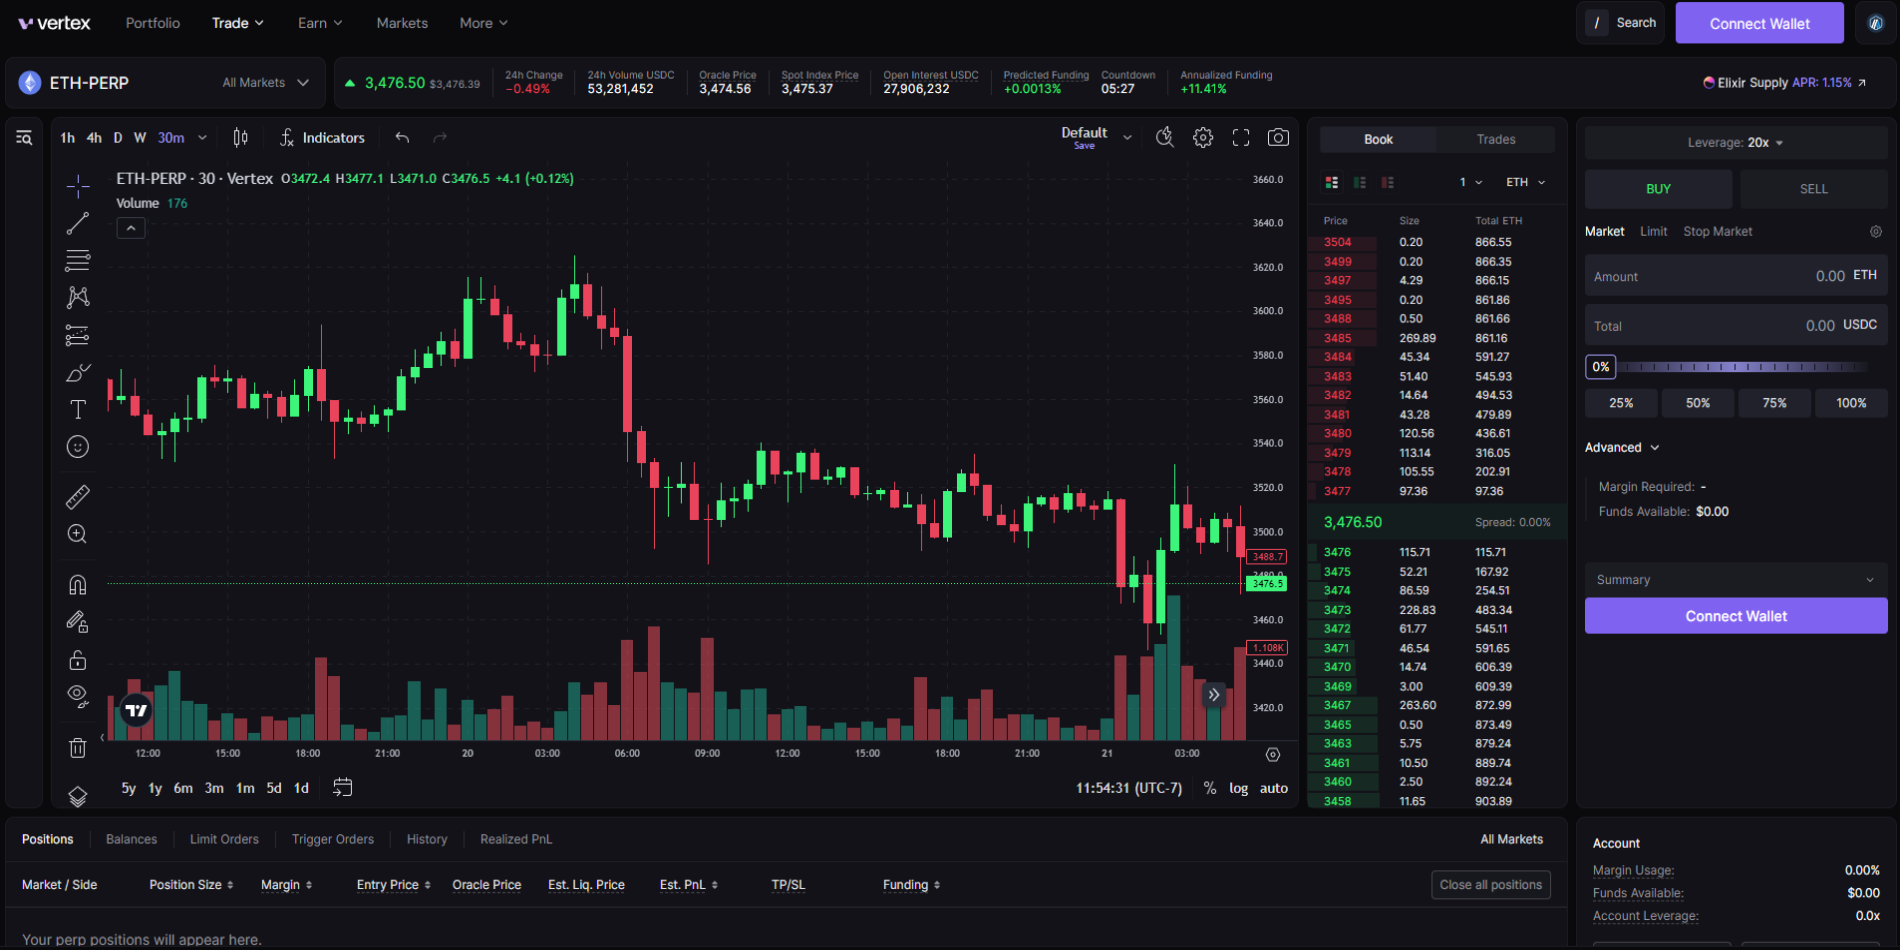 vertex Portfolio Trade Earn Markets More / Search Connect Wallet
ETH-PERP All Markets
3,476.50 $3,476.39
24h Change
−0.49%
24h Volume USDC
53,281,452
Oracle Price
3,474.56
Spot Index Price
3,475.37
Open Interest USDC
27,906,232
Predicted Funding
+0.0013%
Countdown
05:27
Annualized Funding
+11.41%
Elixir Supply APR: 1.15%
1h 4h D W 30m Indicators
Default
Save
ETH-PERP · 30 · Vertex O3472.4 H3477.1 L3471.0 C3476.5 +4.1 (+0.12%)
Volume 176
3660.0
3640.0
3620.0
3600.0
3580.0
3560.0
3540.0
3520.0
3500.0
3488.7
3480.0
3476.5
3460.0
1.108K
3440.0
3420.0
12:00 15:00 18:00 21:00 20 03:00 06:00 09:00 12:00 15:00 18:00 21:00 21 03:00
5y 1y 6m 3m 1m 5d 1d
11:54:31 (UTC-7) % log auto
Book Trades
1 ETH
Price Size Total ETH
3504 0.20 866.55
3499 0.20 866.35
3497 4.29 866.15
3495 0.20 861.86
3488 0.50 861.66
3485 269.89 861.16
3484 45.34 591.27
3483 51.40 545.93
3482 14.64 494.53
3481 43.28 479.89
3480 120.56 436.61
3479 113.14 316.05
3478 105.55 202.91
3477 97.36 97.36
3,476.50 Spread: 0.00%
3476 115.71 115.71
3475 52.21 167.92
3474 86.59 254.51
3473 228.83 483.34
3472 61.77 545.11
3471 46.54 591.65
3470 14.74 606.39
3469 3.00 609.39
3467 263.60 872.99
3465 0.50 873.49
3463 5.75 879.24
3461 10.50 889.74
3460 2.50 892.24
3458 11.65 903.89
Leverage: 20x
BUY SELL
Market Limit Stop Market
Amount 0.00 ETH
Total 0.00 USDC
0%
25% 50% 75% 100%
Advanced
Margin Required: -
Funds Available: $0.00
Summary
Connect Wallet
Positions Balances Limit Orders Trigger Orders History Realized PnL All Markets
Market / Side Position Size Margin Entry Price Oracle Price Est. Liq. Price Est. PnL TP/SL Funding Close all positions
Your perp positions will appear here.
Account
Margin Usage: 0.00%
Funds Available: $0.00
Account Leverage: 0.0x